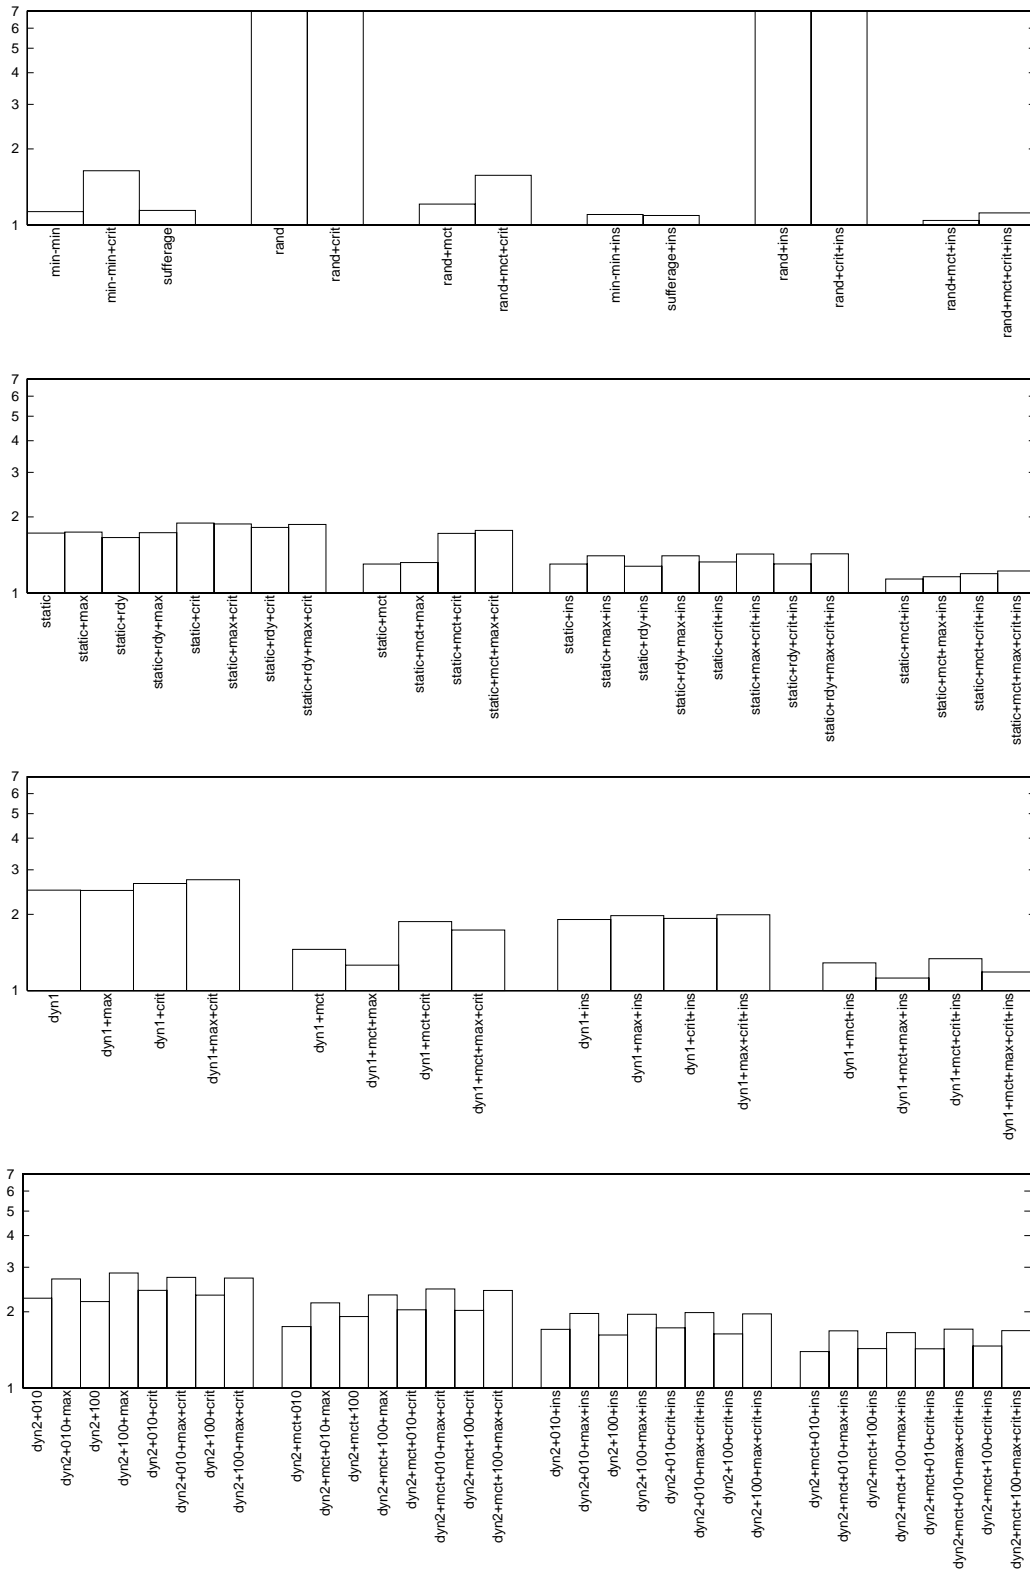 7
6
5
4
3
2
1
min-min
min-min+crit
sufferage
rand
rand+crit
rand+mct
rand+mct+crit
min-min+ins
sufferage+ins
rand+ins
rand+crit+ins
rand+mct+ins
rand+mct+crit+ins
7
6
5
4
3
2
1
static
static+max
static+rdy
static+rdy+max
static+crit
static+max+crit
static+rdy+crit
static+rdy+max+crit
static+mct
static+mct+max
static+mct+crit
static+mct+max+crit
static+ins
static+max+ins
static+rdy+ins
static+rdy+max+ins
static+crit+ins
static+max+crit+ins
static+rdy+crit+ins
static+rdy+max+crit+ins
static+mct+ins
static+mct+max+ins
static+mct+crit+ins
static+mct+max+crit+ins
7
6
5
4
3
2
1
dyn1
dyn1+max
dyn1+crit
dyn1+max+crit
dyn1+mct
dyn1+mct+max
dyn1+mct+crit
dyn1+mct+max+crit
dyn1+ins
dyn1+max+ins
dyn1+crit+ins
dyn1+max+crit+ins
dyn1+mct+ins
dyn1+mct+max+ins
dyn1+mct+crit+ins
dyn1+mct+max+crit+ins
7
6
5
4
3
2
1
dyn2+010
dyn2+010+max
dyn2+100
dyn2+100+max
dyn2+010+crit
dyn2+010+max+crit
dyn2+100+crit
dyn2+100+max+crit
dyn2+mct+010
dyn2+mct+010+max
dyn2+mct+100
dyn2+mct+100+max
dyn2+mct+010+crit
dyn2+mct+010+max+crit
dyn2+mct+100+crit
dyn2+mct+100+max+crit
dyn2+010+ins
dyn2+010+max+ins
dyn2+100+ins
dyn2+100+max+ins
dyn2+010+crit+ins
dyn2+010+max+crit+ins
dyn2+100+crit+ins
dyn2+100+max+crit+ins
dyn2+mct+010+ins
dyn2+mct+010+max+ins
dyn2+mct+100+ins
dyn2+mct+100+max+ins
dyn2+mct+010+crit+ins
dyn2+mct+010+max+crit+ins
dyn2+mct+100+crit+ins
dyn2+mct+100+max+crit+ins